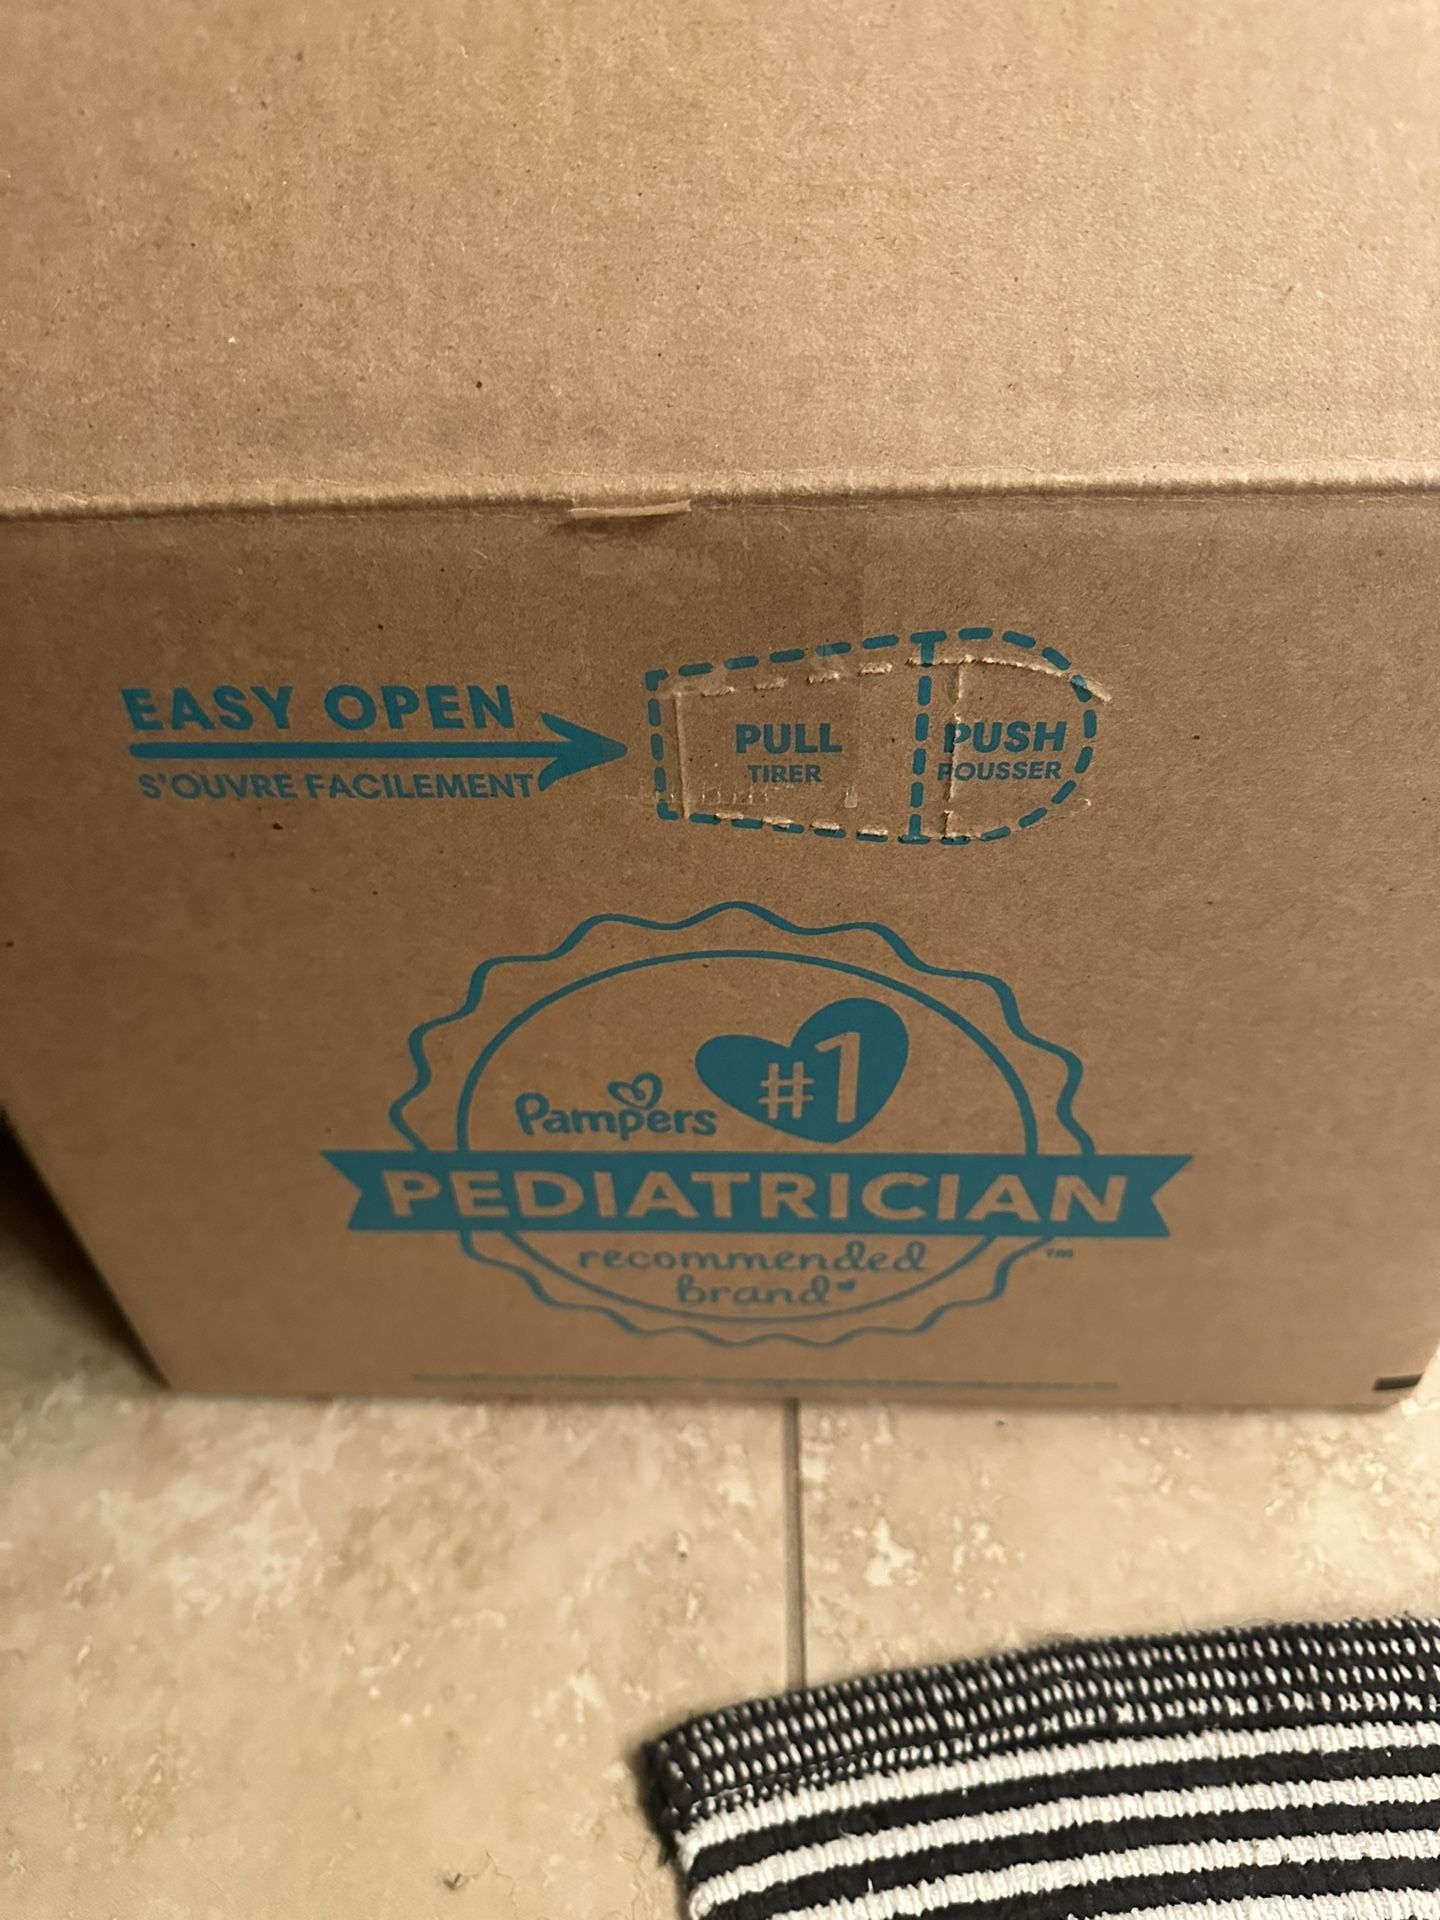 EASY OPEN
S'OUVRE FACILEMENT
PULL
TIRER
PUSH
POUSSER
Pampers #1
PEDIATRICIAN
recommended
brand
TM